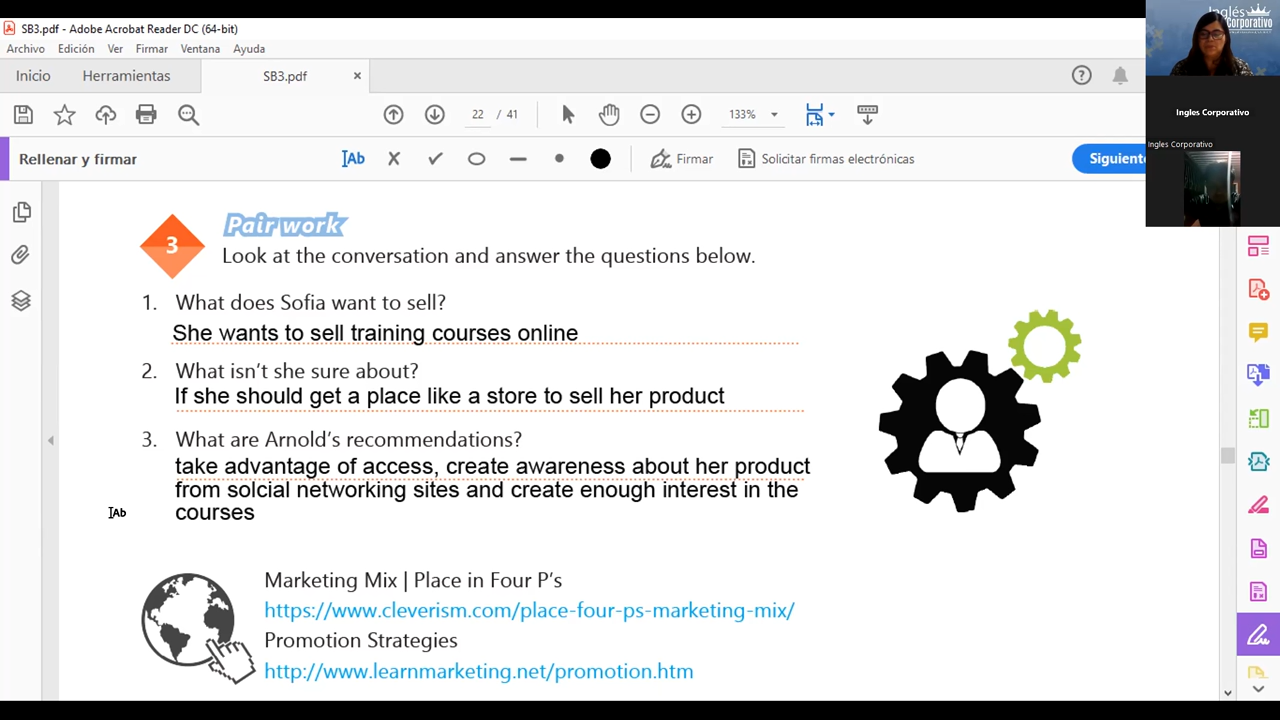 SB3.pdf - Adobe Acrobat Reader DC (64-bit)
Archivo Edición Ver Firmar Ventana Ayuda
Inglés
Corporativo
Inicio Herramientas SB3.pdf ×
22 / 41 133%
Ingles Corporativo
Ingles Corporativo
Rellenar y firmar Ab Firmar Solicitar firmas electrónicas Siguient
3 Pair work
Look at the conversation and answer the questions below.
1. What does Sofia want to sell?
She wants to sell training courses online
2. What isn't she sure about?
If she should get a place like a store to sell her product
3. What are Arnold's recommendations?
take advantage of access, create awareness about her product
from solcial networking sites and create enough interest in the
courses
Ab
Marketing Mix | Place in Four P's
https://www.cleverism.com/place-four-ps-marketing-mix/
Promotion Strategies
http://www.learnmarketing.net/promotion.htm